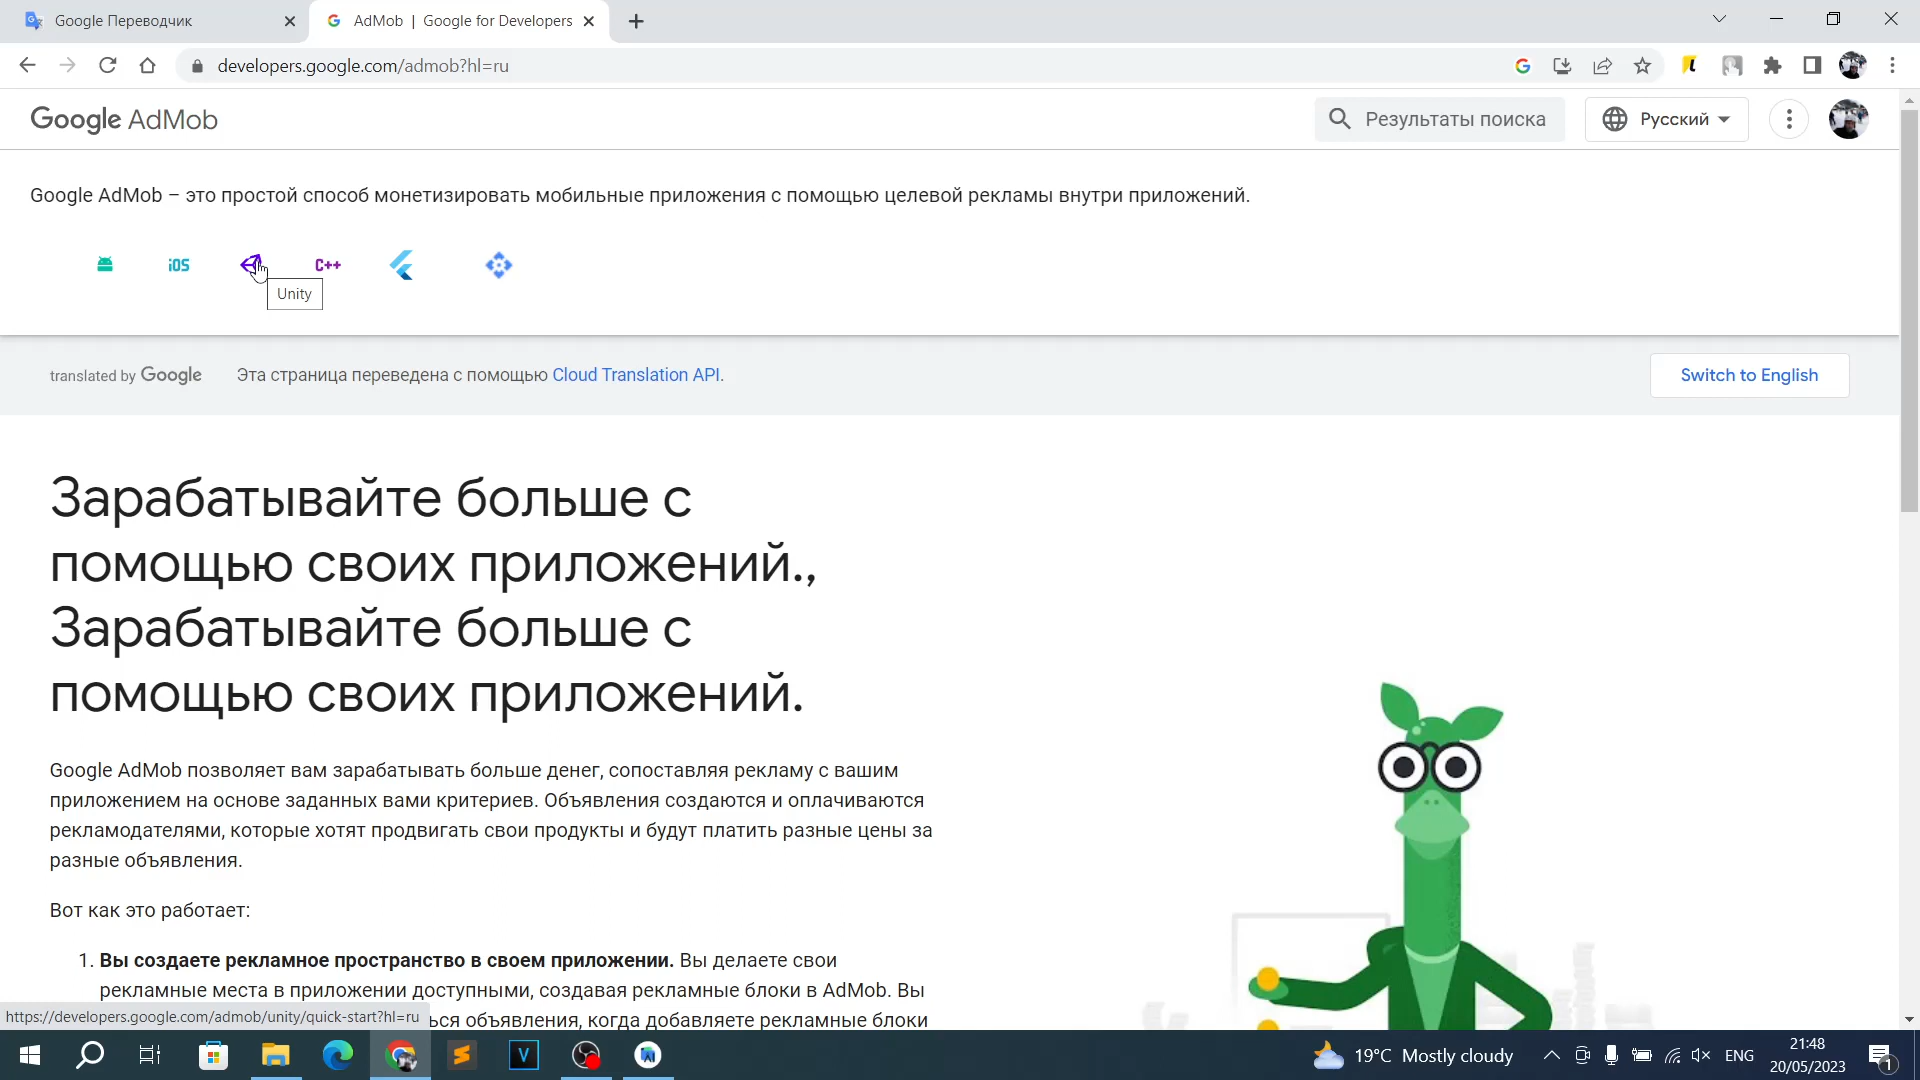 Google Переводчик
AdMob | Google for Developers
developers.google.com/admob?hl=ru
Google AdMob
Результаты поиска
Русский
Google AdMob – это простой способ монетизировать мобильные приложения с помощью целевой рекламы внутри приложений.
iOS
C++
Unity
translated by Google
Эта страница переведена с помощью Cloud Translation API.
Switch to English
Зарабатывайте больше с
помощью своих приложений.,
Зарабатывайте больше с
помощью своих приложений.
Google AdMob позволяет вам зарабатывать больше денег, сопоставляя рекламу с вашим
приложением на основе заданных вами критериев. Объявления создаются и оплачиваются
рекламодателями, которые хотят продвигать свои продукты и будут платить разные цены за
разные объявления.
Вот как это работает:
1. Вы создаете рекламное пространство в своем приложении. Вы делаете свои
рекламные места в приложении доступными, создавая рекламные блоки в AdMob. Вы
ься объявления, когда добавляете рекламные блоки
https://developers.google.com/admob/unity/quick-start?hl=ru
19°C Mostly cloudy
ENG
21:48
20/05/2023
1